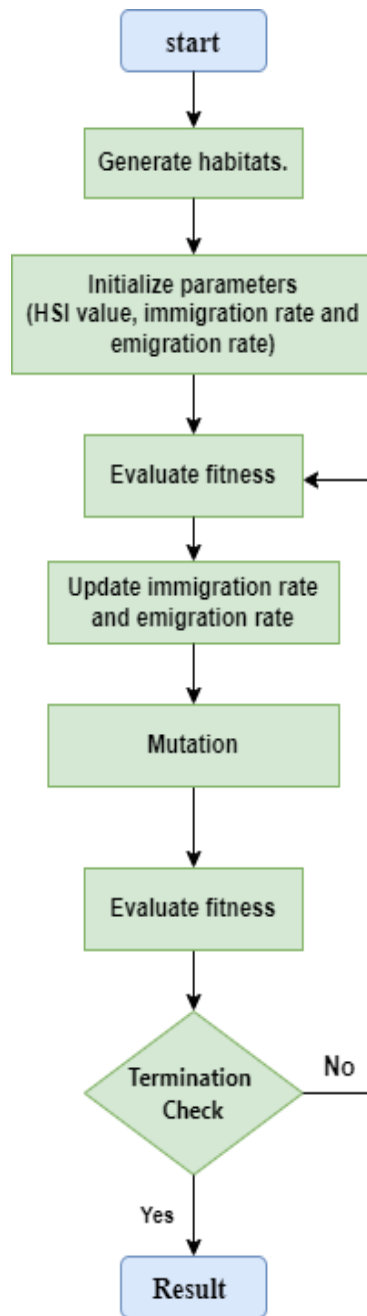 start
Generate habitats.
Initialize parameters
(HSI value, immigration rate and
emigration rate)
Evaluate fitness
Update immigration rate
and emigration rate
Mutation
Evaluate fitness
Termination
Check
No
Yes
Result